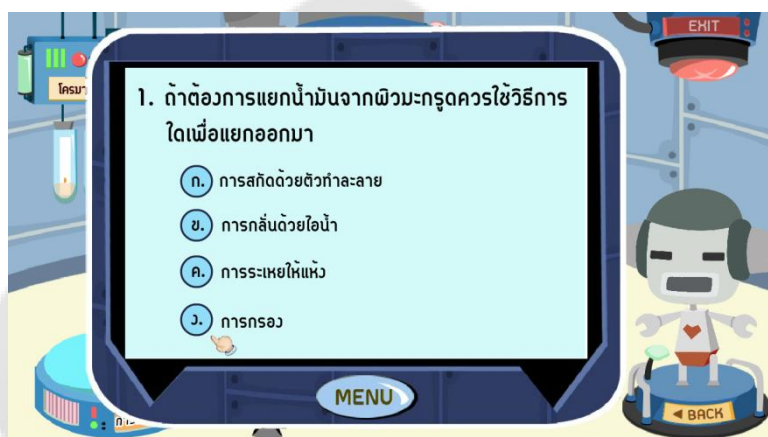 EXIT
1. ถ้าต้องการแยกน้ำมันจากผิวมะกรูดควรใช้วิธีการ
ใดเพื่อแยกออกมา
ก. การสกัดด้วยตัวทำละลาย
ข. การกลั่นด้วยไอน้ำ
ค. การระเหยให้แห้ง
ง. การกรอง
MENU
BACK